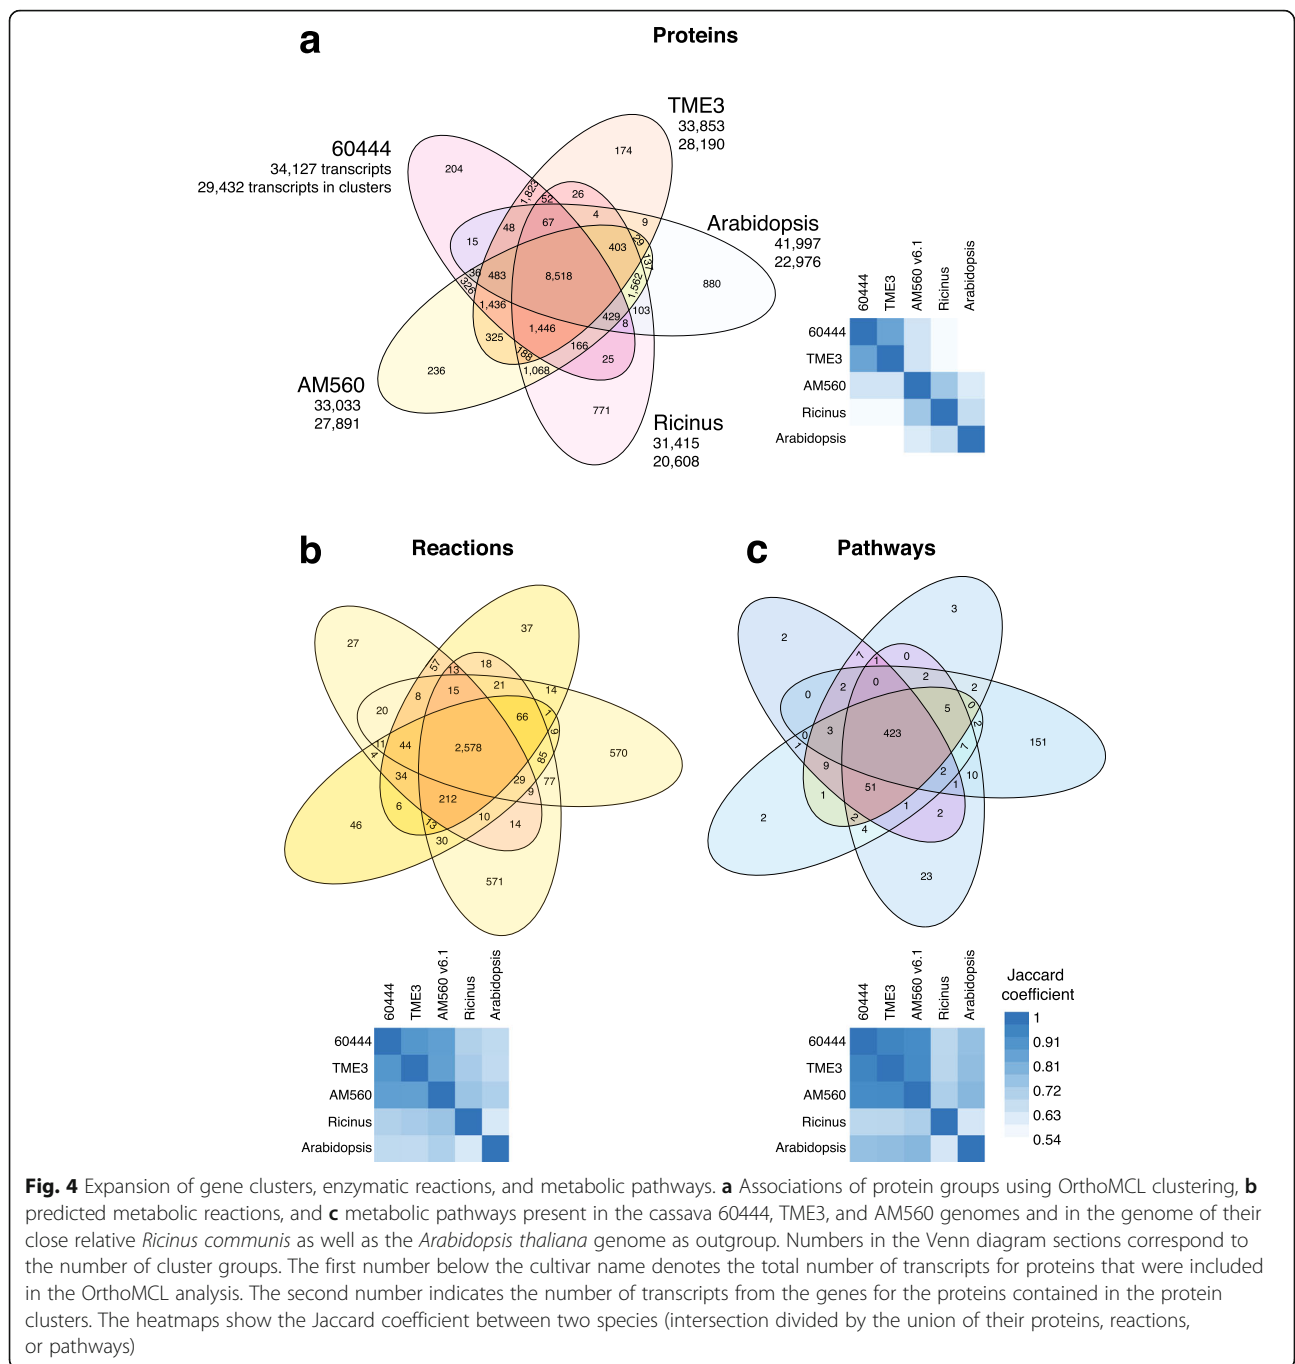 a
Proteins
TME3
33,853
28,190
60444
34,127 transcripts
29,432 transcripts in clusters
174
204
1,823
52
26
4
9
Arabidopsis
41,997
22,976
48
67
15
403
29
137
36
326
483
8,518
1,562
880
1,436
429
103
8
325
1,446
166
188
25
1,068
236
771
AM560
33,033
27,891
Ricinus
31,415
20,608
60444
TME3
AM560 v6.1
Ricinus
Arabidopsis
60444
TME3
AM560
Ricinus
Arabidopsis
b
Reactions
27
37
57
13
18
8
15
21
14
20
66
1
9
11
4
44
2,578
85
570
34
29
77
9
6
212
13
10
14
30
46
571
60444
TME3
AM560 v6.1
Ricinus
Arabidopsis
60444
TME3
AM560
Ricinus
Arabidopsis
c
Pathways
2
3
7
1
0
2
0
2
2
0
5
0
2
0
1
3
423
7
151
9
2
10
1
1
51
2
1
2
4
2
23
60444
TME3
AM560 v6.1
Ricinus
Arabidopsis
60444
TME3
AM560
Ricinus
Arabidopsis
Jaccard
coefficient
1
0.91
0.81
0.72
0.63
0.54
Fig. 4 Expansion of gene clusters, enzymatic reactions, and metabolic pathways. a Associations of protein groups using OrthoMCL clustering, b
predicted metabolic reactions, and c metabolic pathways present in the cassava 60444, TME3, and AM560 genomes and in the genome of their
close relative Ricinus communis as well as the Arabidopsis thaliana genome as outgroup. Numbers in the Venn diagram sections correspond to
the number of cluster groups. The first number below the cultivar name denotes the total number of transcripts for proteins that were included
in the OrthoMCL analysis. The second number indicates the number of transcripts from the genes for the proteins contained in the protein
clusters. The heatmaps show the Jaccard coefficient between two species (intersection divided by the union of their proteins, reactions,
or pathways)